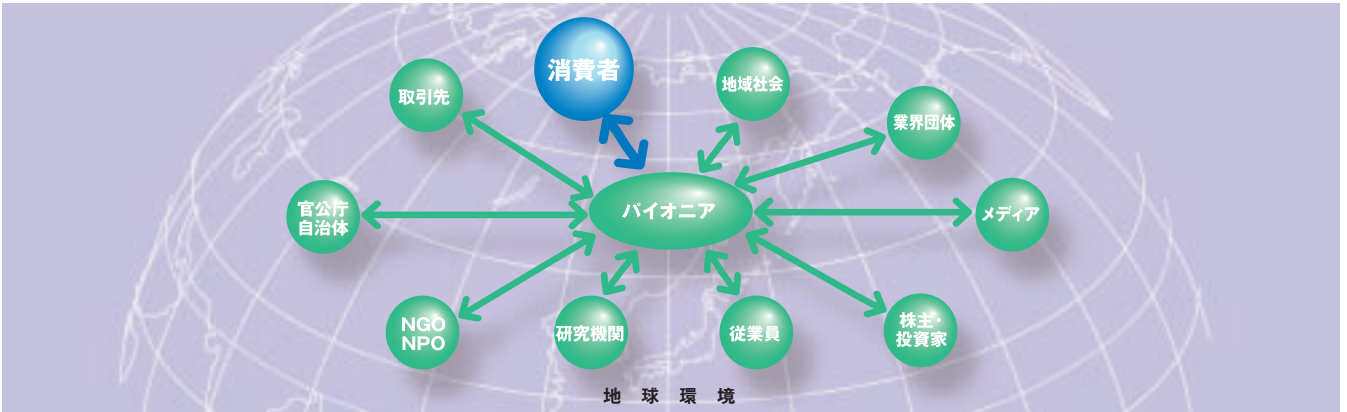 消費者
地域社会
取引先
業界団体
パイオニア
官公庁
自治体
メディア
NGO
NPO
研究機関
従業員
株主・
投資家
地球環境